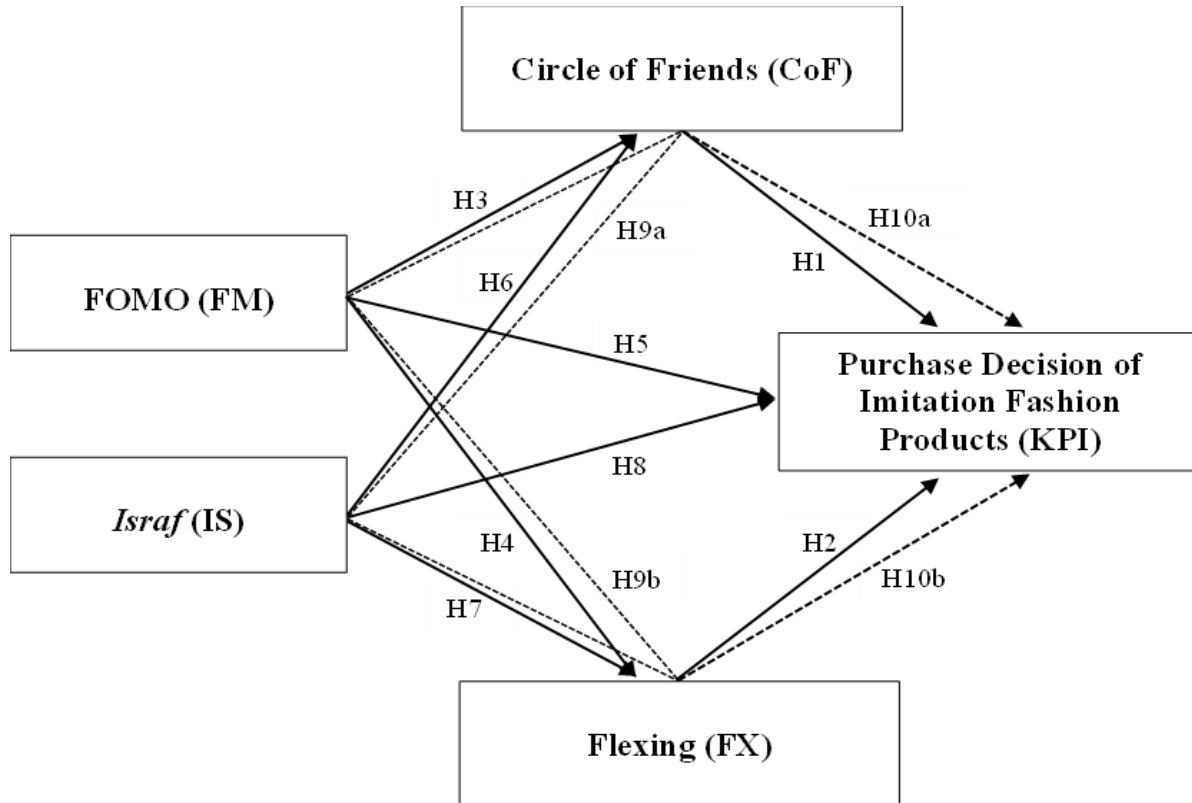 Circle of Friends (CoF)
H3
H9a
H10a
H1
H6
FOMO (FM)
H5
Purchase Decision of
Imitation Fashion
Products (KPI)
H8
Israf (IS)
H4
H2
H9b
H10b
H7
Flexing (FX)